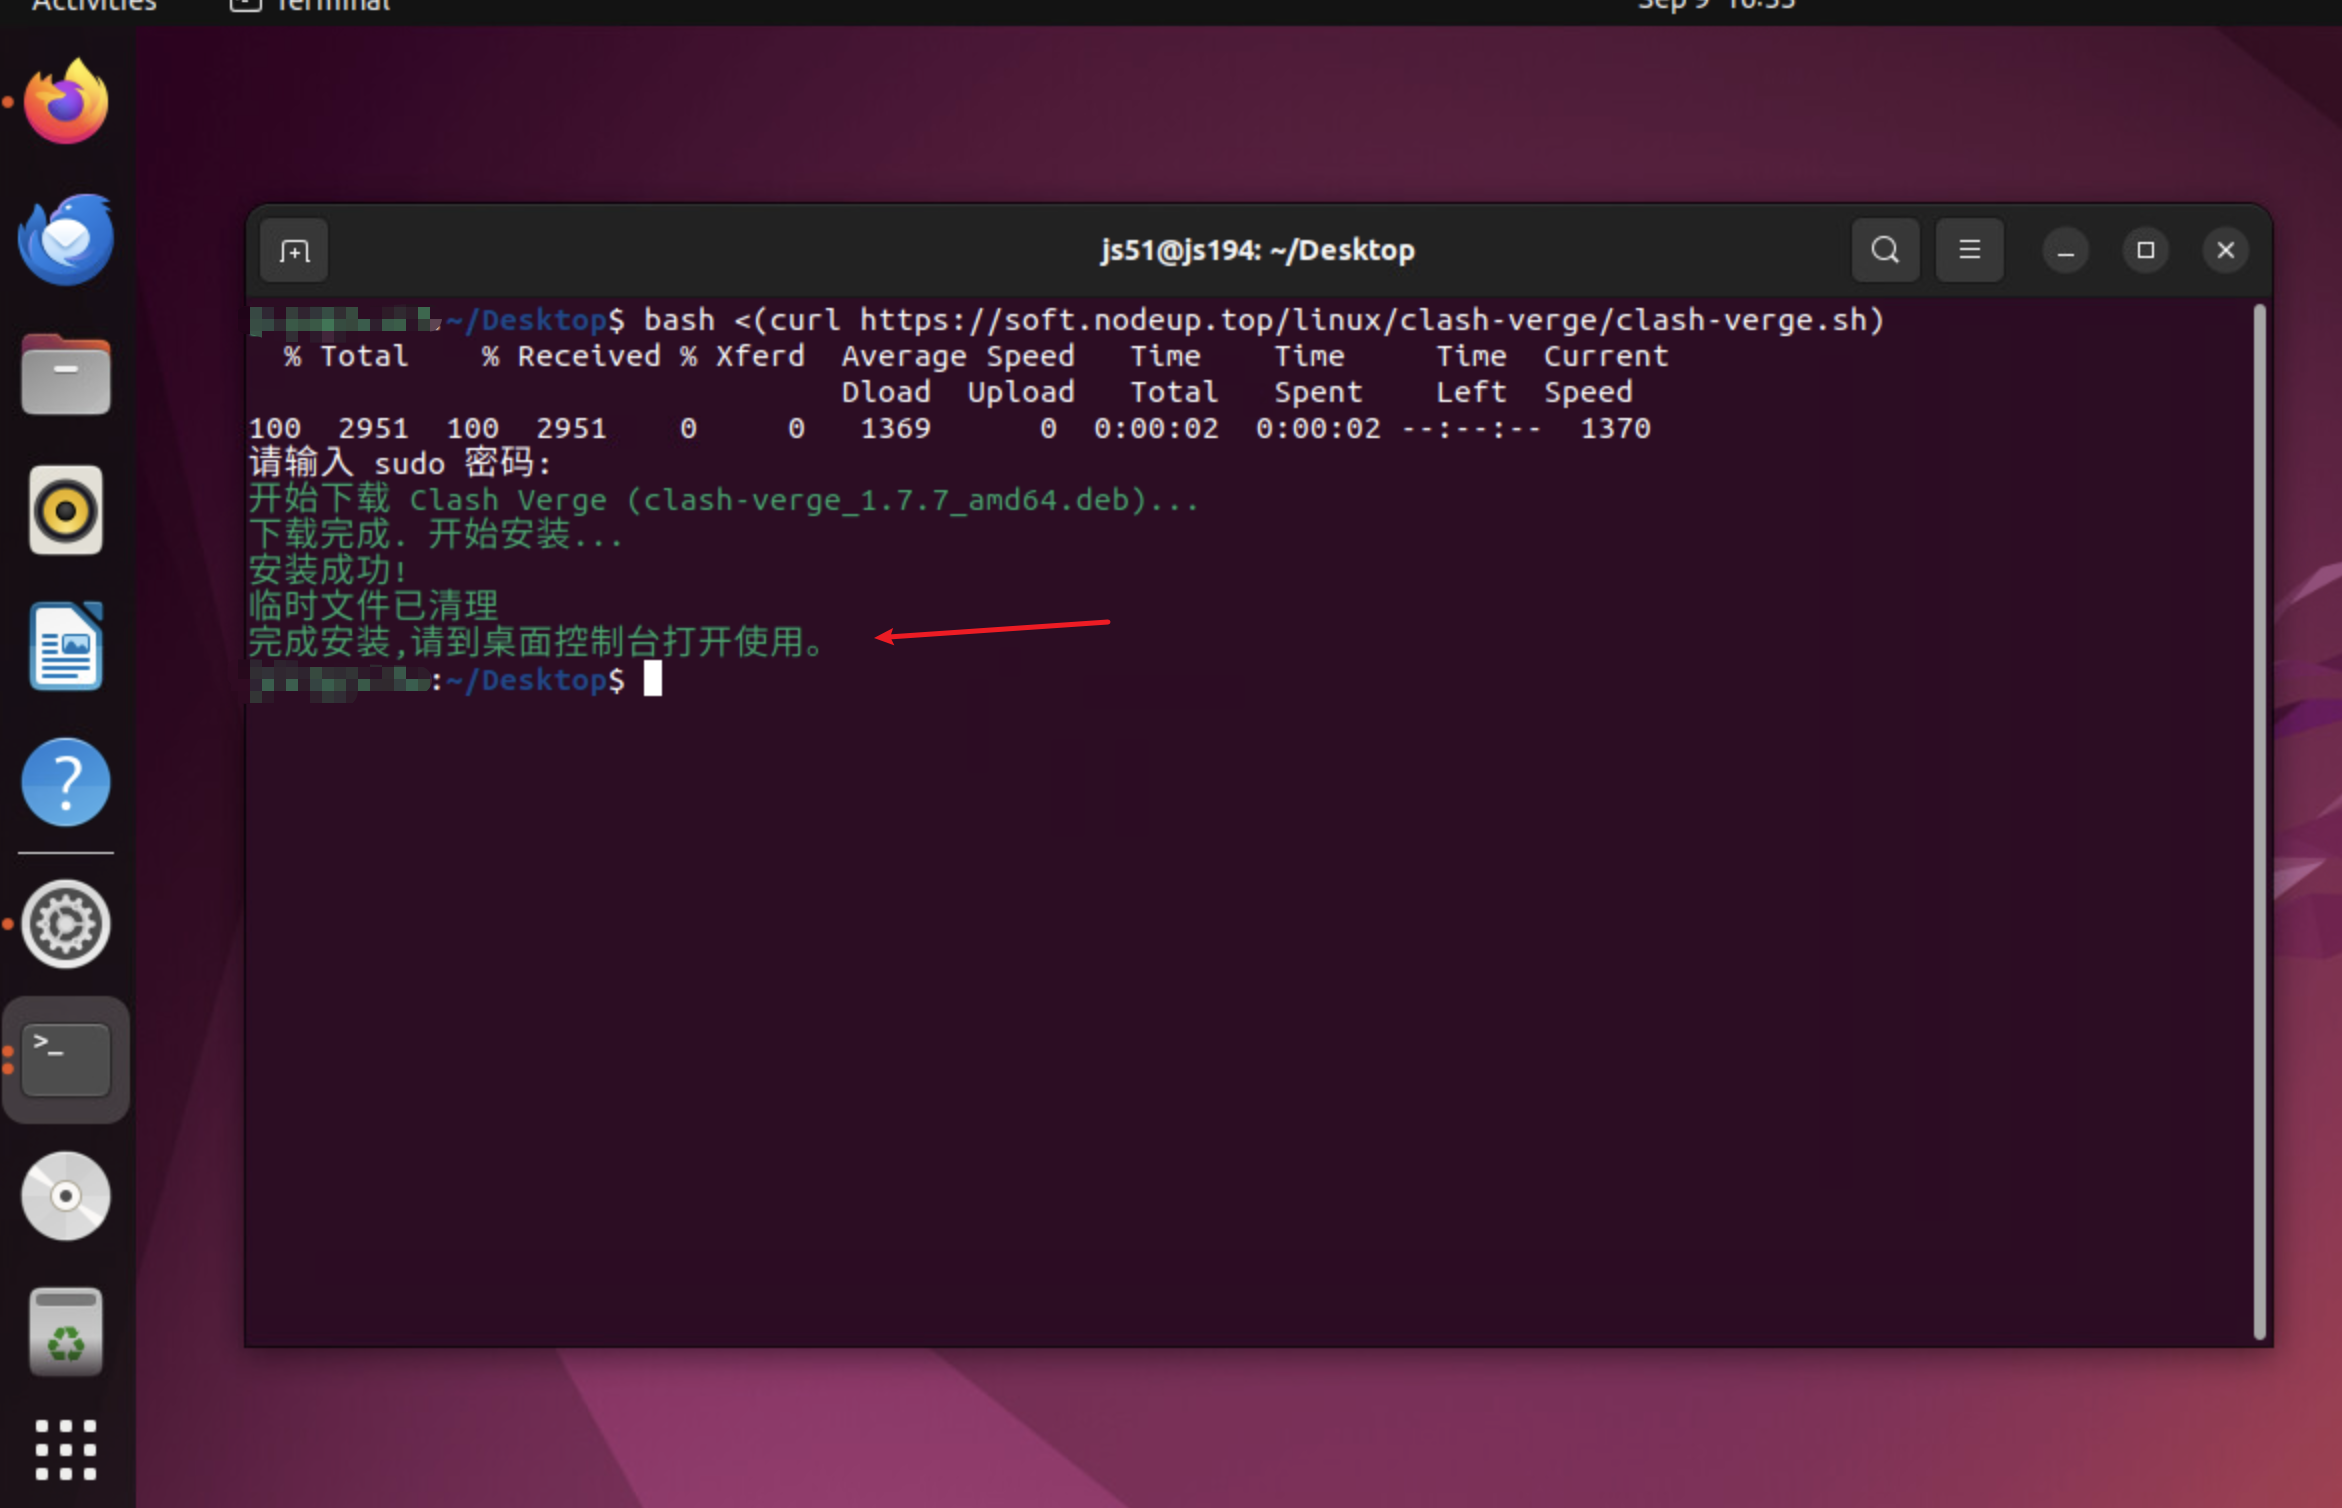 Activities Terminal
Sep 9 16:35
js51@js194: ~/Desktop
~/Desktop$ bash <(curl https://soft.nodeup.top/linux/clash-verge/clash-verge.sh)
% Total % Received % Xferd Average Speed Time Time Time Current
Dload Upload Total Spent Left Speed
100 2951 100 2951 0 0 1369 0 0:00:02 0:00:02 --:--:-- 1370
请输入 sudo 密码:
开始下载 Clash Verge (clash-verge_1.7.7_amd64.deb)...
下载完成. 开始安装...
安装成功!
临时文件已清理
完成安装,请到桌面控制台打开使用。
:~/Desktop$